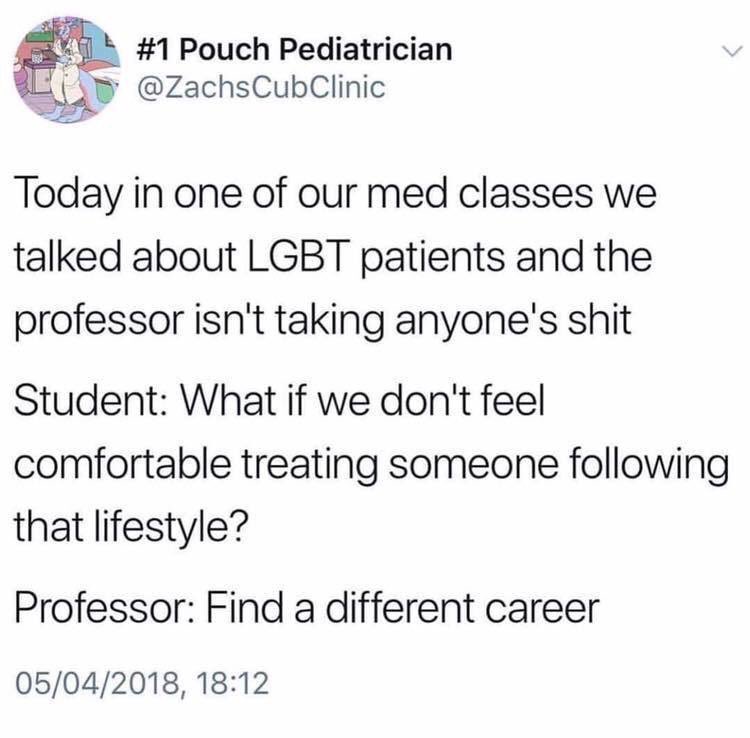 #1 Pouch Pediatrician
@ZachsCubClinic
Today in one of our med classes we
talked about LGBT patients and the
professor isn't taking anyone's shit
Student: What if we don't feel
comfortable treating someone following
that lifestyle?
Professor: Find a different career
05/04/2018, 18:12